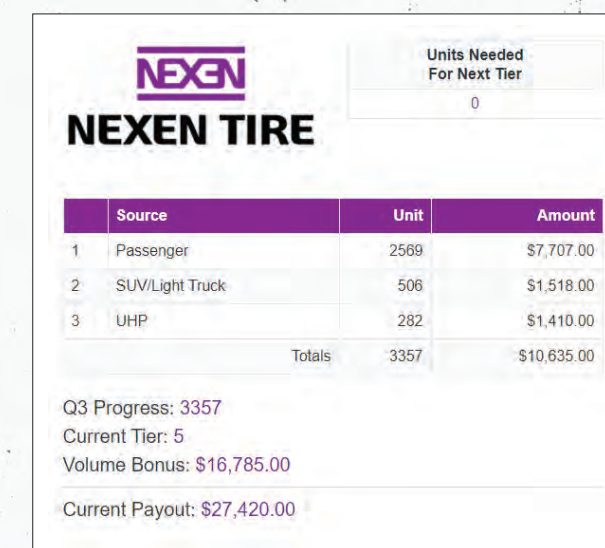 NEXEN
NEXEN TIRE
Units Needed
For Next Tier
0
Source Unit Amount
1 Passenger 2569 $7,707.00
2 SUV/Light Truck 506 $1,518.00
3 UHP 282 $1,410.00
Totals 3357 $10,635.00
Q3 Progress: 3357
Current Tier: 5
Volume Bonus: $16,785.00
Current Payout: $27,420.00